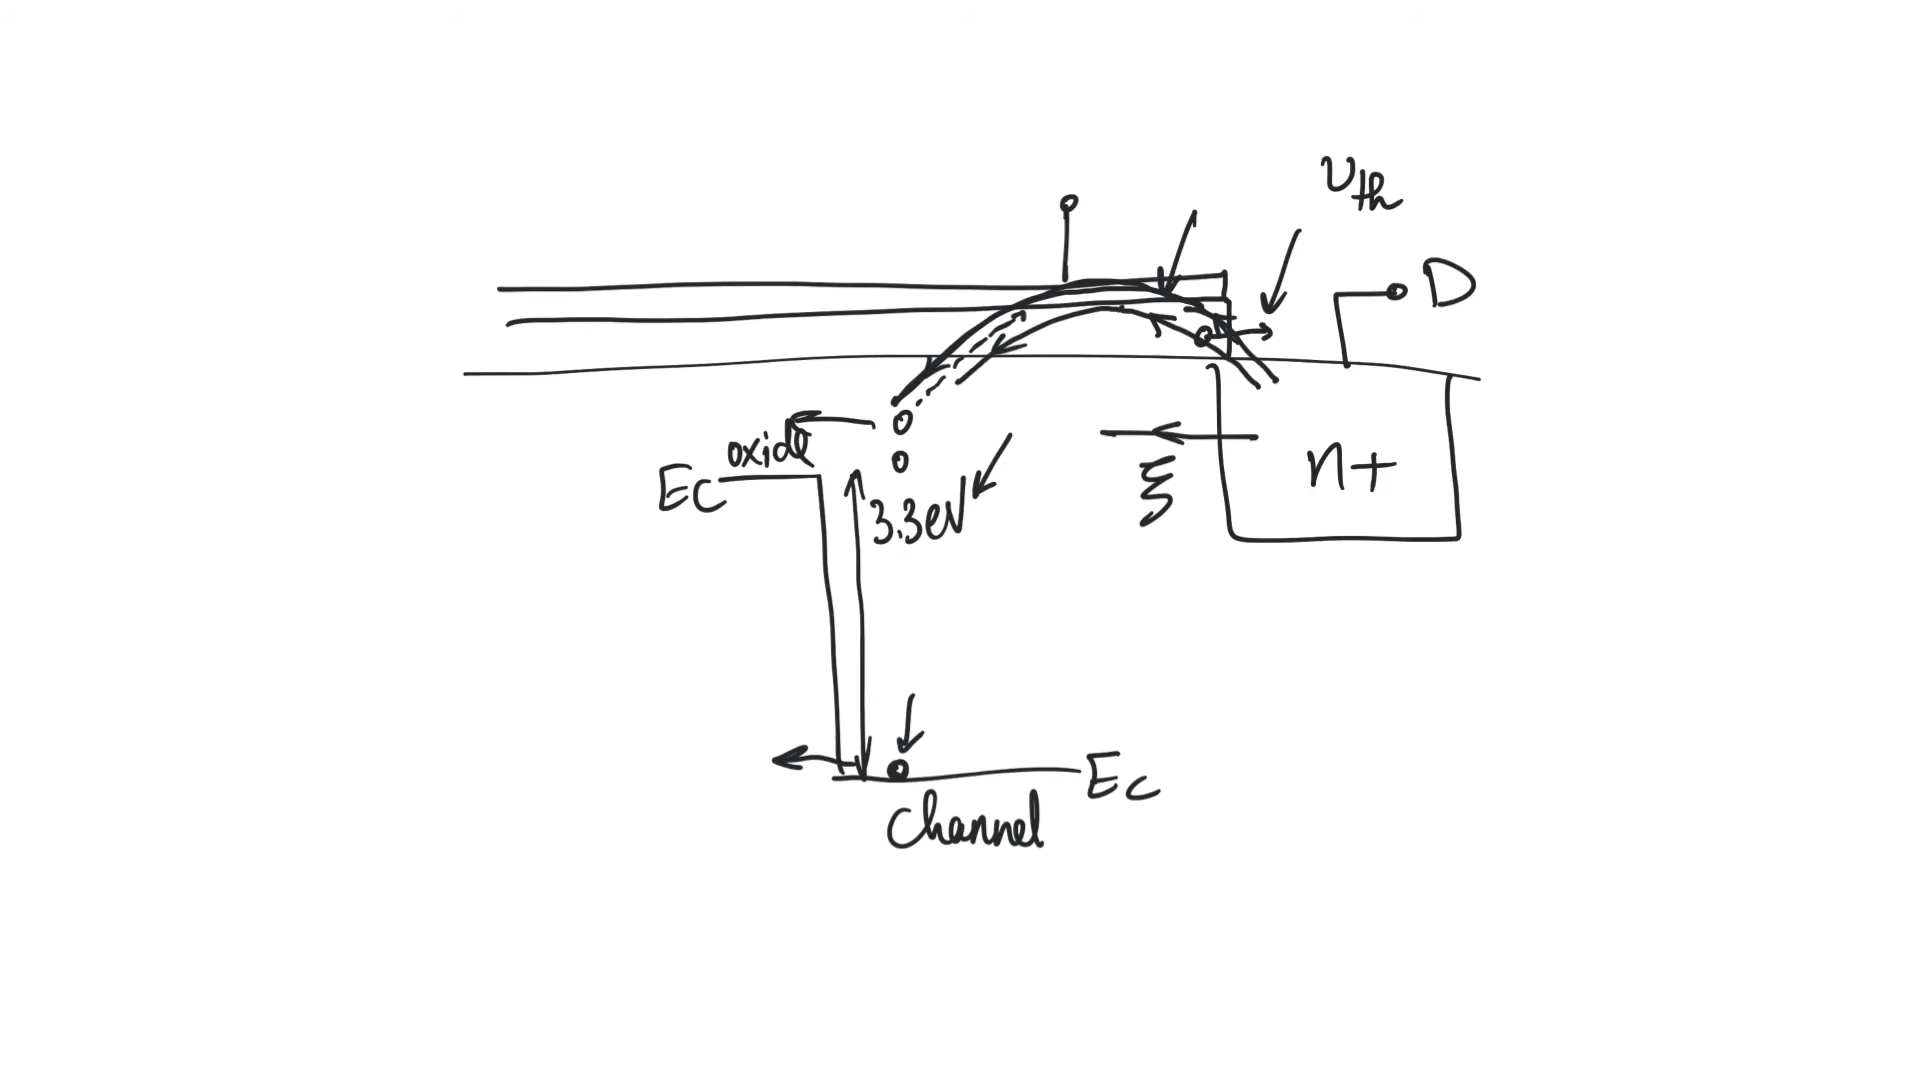 υth
D
oxide
Ec
3.3eV
ξ
n+
Ec
Channel